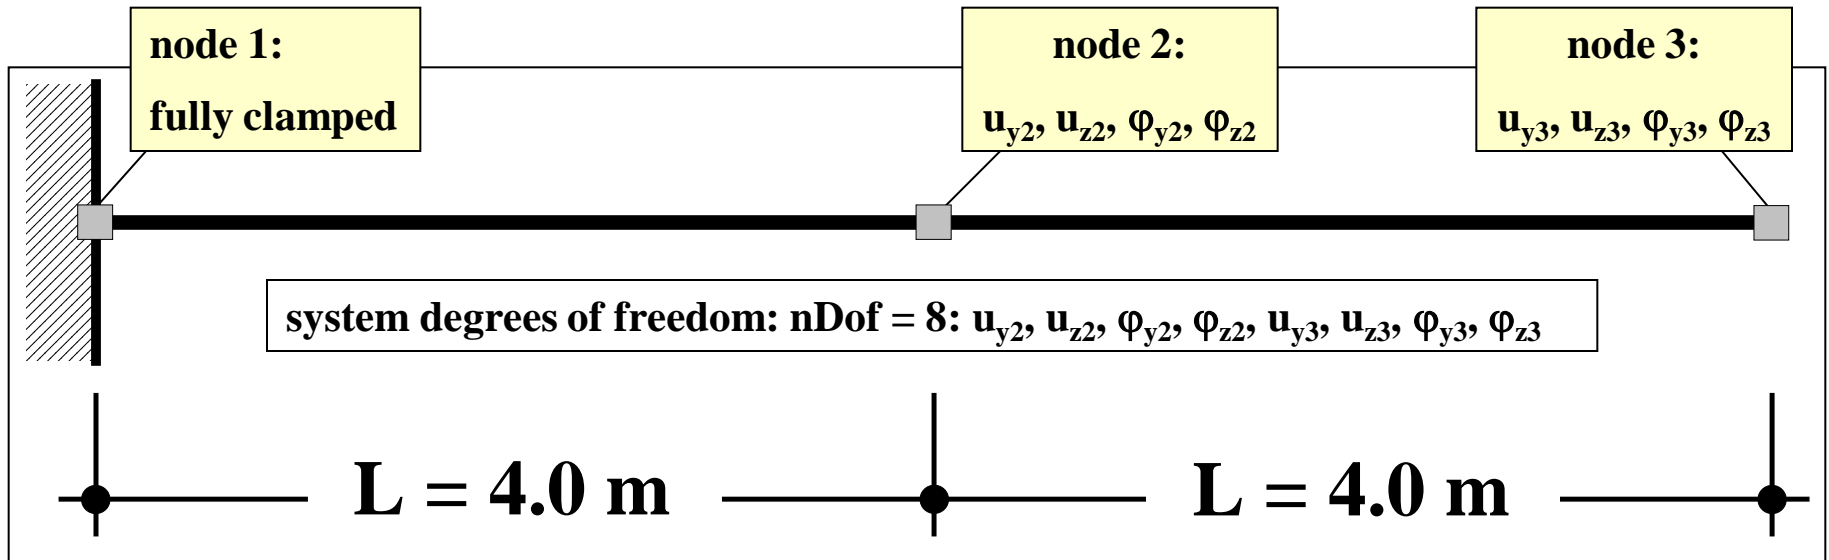 node 1:
fully clamped
node 2:
uy2, uz2, φy2, φz2
node 3:
uy3, uz3, φy3, φz3
system degrees of freedom: nDof = 8: uy2, uz2, φy2, φz2, uy3, uz3, φy3, φz3
L = 4.0 m
L = 4.0 m